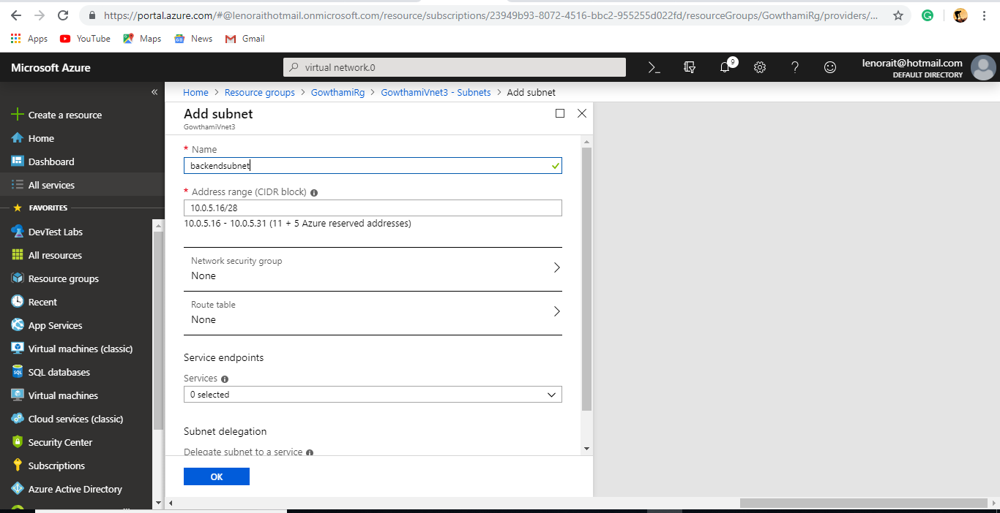 https://portal.azure.com/#@lenoraithotmail.onmicrosoft.com/resource/subscriptions/23949b93-8072-4516-bbc2-955255d022fd/resourceGroups/GowthamiRg/providers/...
Apps YouTube Maps News Gmail
Microsoft Azure
virtual network.0
9
lenorait@hotmail.com
DEFAULT DIRECTORY
Home > Resource groups > GowthamiRg > GowthamiVnet3 - Subnets > Add subnet
Create a resource
Home
Dashboard
All services
FAVORITES
DevTest Labs
All resources
Resource groups
Recent
App Services
Virtual machines (classic)
SQL databases
Virtual machines
Cloud services (classic)
Security Center
Subscriptions
Azure Active Directory
Add subnet
GowthamiVnet3
* Name
backendsubnet
* Address range (CIDR block)
10.0.5.16/28
10.0.5.16 - 10.0.5.31 (11 + 5 Azure reserved addresses)
Network security group
None
Route table
None
Service endpoints
Services
0 selected
Subnet delegation
Delegate subnet to a service
OK